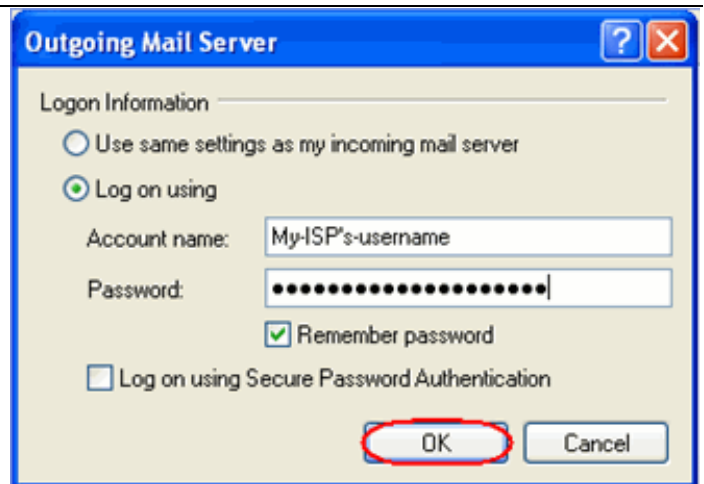 Outgoing Mail Server
Logon Information
Use same settings as my incoming mail server
Log on using
Account name: My-ISP's-username
Password: ●●●●●●●●●●●●●●●●●●●●
Remember password
Log on using Secure Password Authentication
OK Cancel